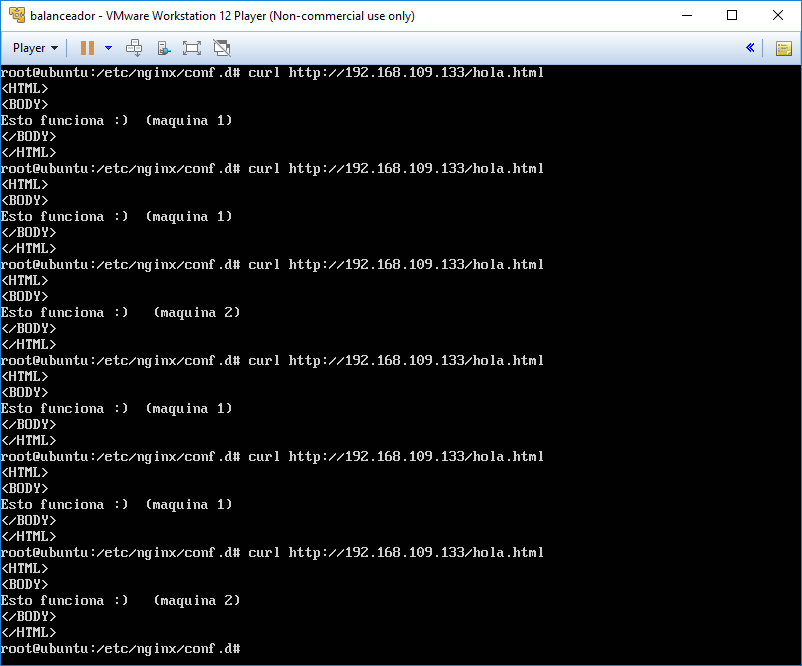 balanceador - VMware Workstation 12 Player (Non-commercial use only)
Player
root@ubuntu:/etc/nginx/conf.d# curl http://192.168.109.133/hola.html
<HTML>
<BODY>
Esto funciona :)  (maquina 1)
</BODY>
</HTML>
root@ubuntu:/etc/nginx/conf.d# curl http://192.168.109.133/hola.html
<HTML>
<BODY>
Esto funciona :)  (maquina 1)
</BODY>
</HTML>
root@ubuntu:/etc/nginx/conf.d# curl http://192.168.109.133/hola.html
<HTML>
<BODY>
Esto funciona :)   (maquina 2)
</BODY>
</HTML>
root@ubuntu:/etc/nginx/conf.d# curl http://192.168.109.133/hola.html
<HTML>
<BODY>
Esto funciona :)  (maquina 1)
</BODY>
</HTML>
root@ubuntu:/etc/nginx/conf.d# curl http://192.168.109.133/hola.html
<HTML>
<BODY>
Esto funciona :)  (maquina 1)
</BODY>
</HTML>
root@ubuntu:/etc/nginx/conf.d# curl http://192.168.109.133/hola.html
<HTML>
<BODY>
Esto funciona :)   (maquina 2)
</BODY>
</HTML>
root@ubuntu:/etc/nginx/conf.d#